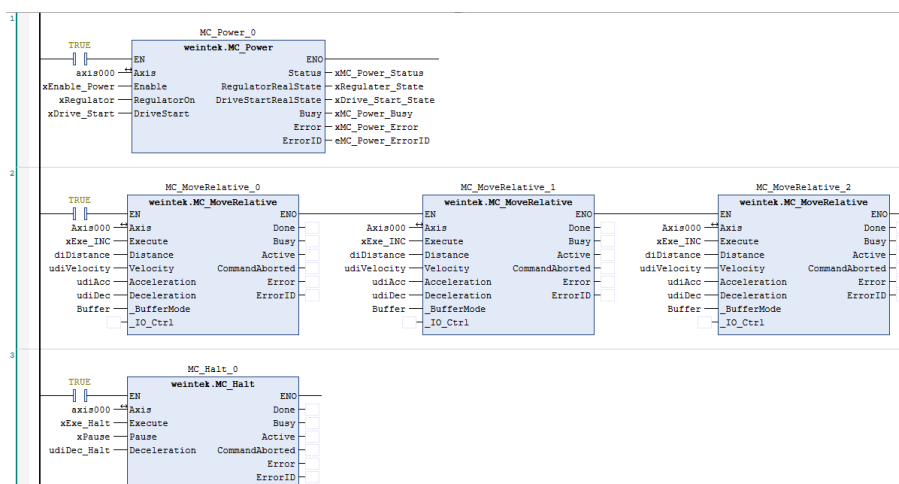 1
MC_Power_0
TRUE weintek.MC_Power
EN ENO
axis000 Axis Status xMC_Power_Status
xEnable_Power Enable RegulatorRealState xRegulater_State
xRegulator RegulatorOn DriveStartRealState xDrive_Start_State
xDrive_Start DriveStart Busy xMC_Power_Busy
Error xMC_Power_Error
ErrorID eMC_Power_ErrorID
2
MC_MoveRelative_0 MC_MoveRelative_1 MC_MoveRelative_2
TRUE weintek.MC_MoveRelative weintek.MC_MoveRelative weintek.MC_MoveRelative
EN ENO EN ENO EN ENO
Axis000 Axis Done Axis000 Axis Done Axis000 Axis Done
xExe_INC Execute Busy xExe_INC Execute Busy xExe_INC Execute Busy
diDistance Distance Active diDistance Distance Active diDistance Distance Active
udiVelocity Velocity CommandAborted udiVelocity Velocity CommandAborted udiVelocity Velocity CommandAborted
udiAcc Acceleration Error udiAcc Acceleration Error udiAcc Acceleration Error
udiDec Deceleration ErrorID udiDec Deceleration ErrorID udiDec Deceleration ErrorID
Buffer _BufferMode Buffer _BufferMode Buffer _BufferMode
_IO_Ctrl _IO_Ctrl _IO_Ctrl
3
MC_Halt_0
TRUE weintek.MC_Halt
EN ENO
axis000 Axis Done
xExe_Halt Execute Busy
xPause Pause Active
udiDec_Halt Deceleration CommandAborted
Error
ErrorID